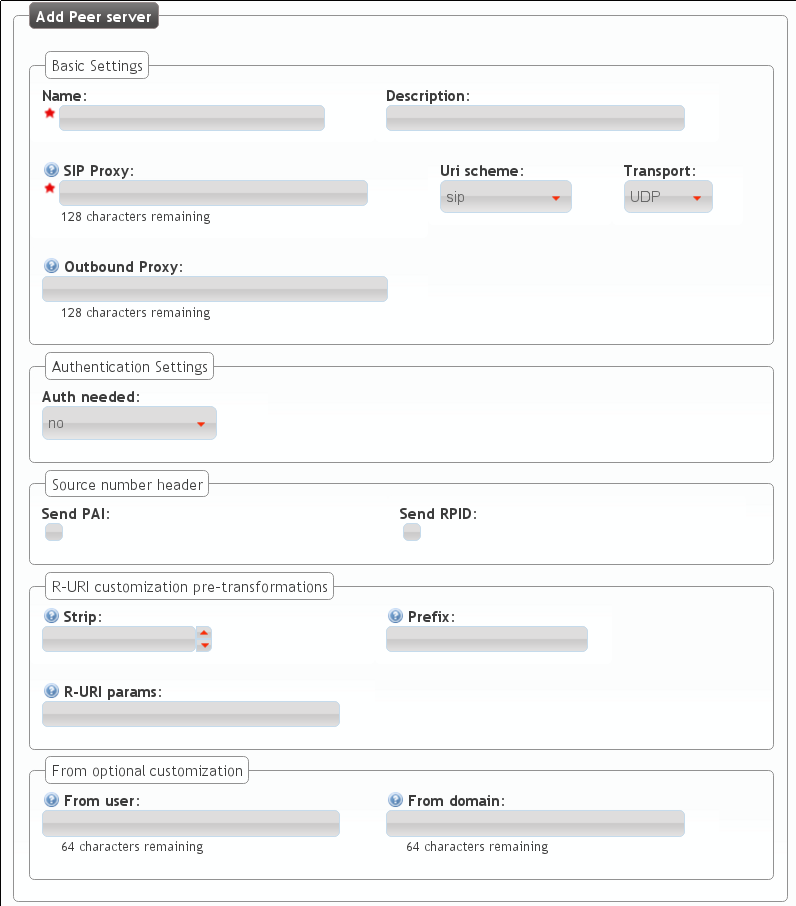 Add Peer server
Basic Settings
Name: Description:
SIP Proxy: Uri scheme: Transport:
sip UDP
128 characters remaining
Outbound Proxy:
128 characters remaining
Authentication Settings
Auth needed:
no
Source number header
Send PAI: Send RPID:
R-URI customization pre-transformations
Strip: Prefix:
R-URI params:
From optional customization
From user: From domain:
64 characters remaining 64 characters remaining